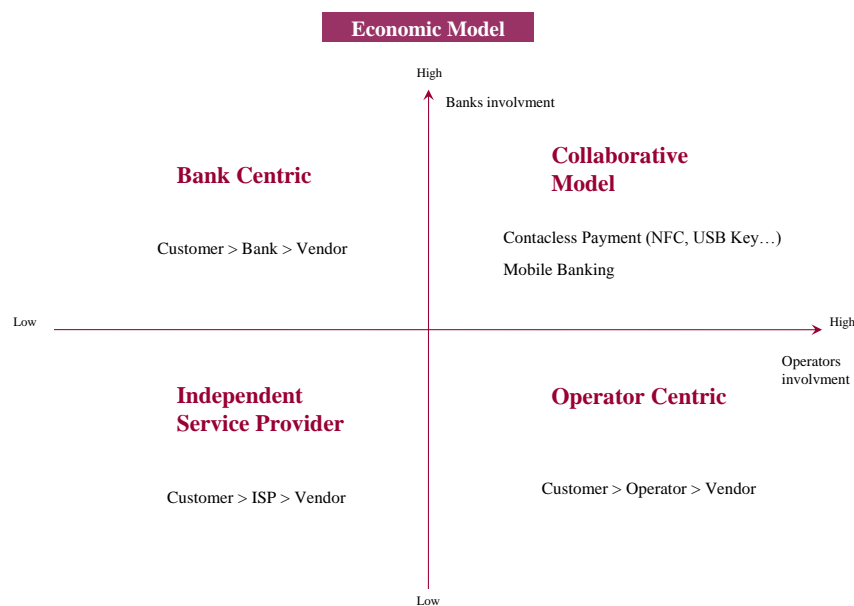 Economic Model
High
Banks involvment
Bank Centric
Collaborative
Model
Customer > Bank > Vendor
Contacless Payment (NFC, USB Key…)
Mobile Banking
Low
High
Operators
involvment
Independent
Service Provider
Operator Centric
Customer > ISP > Vendor
Customer > Operator > Vendor
Low